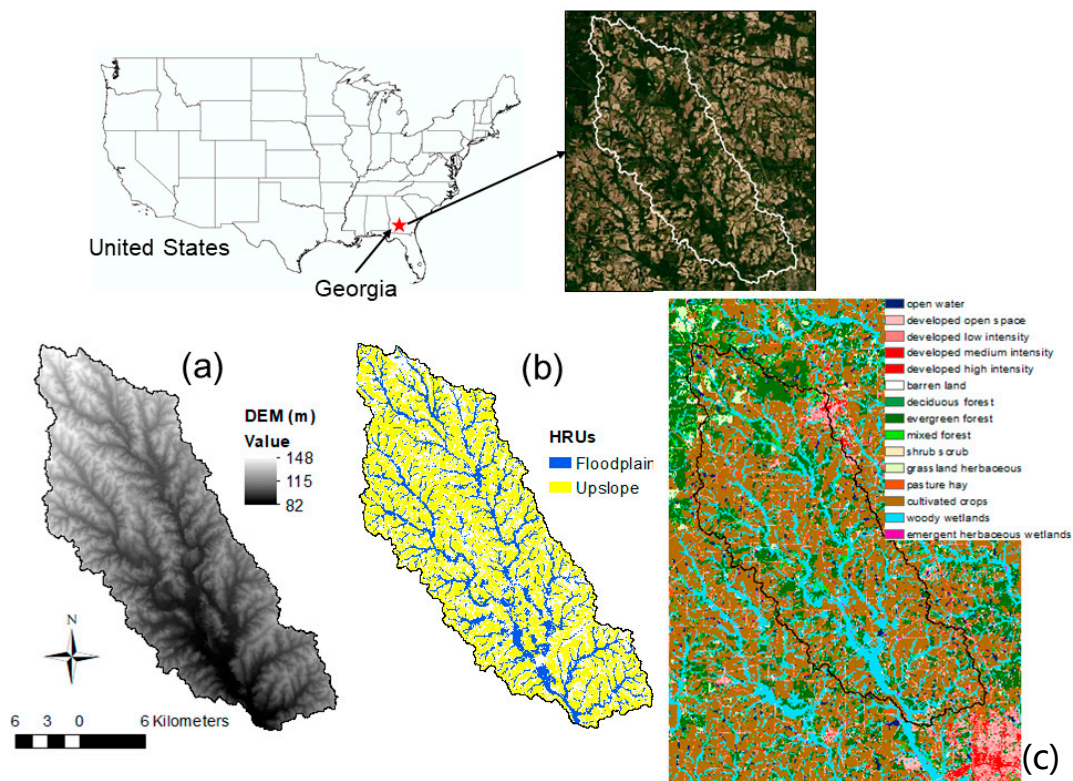 United States
Georgia
(a)
DEM (m)
Value
148
115
82
N
6 3 0 6 Kilometers
(b)
HRUs
Floodplain
Upslope
open water
developed open space
developed low intensity
developed medium intensity
developed high intensity
barren land
deciduous forest
evergreen forest
mixed forest
shrub scrub
grassland herbaceous
pasture hay
cultivated crops
woody wetlands
emergent herbaceous wetlands
(c)